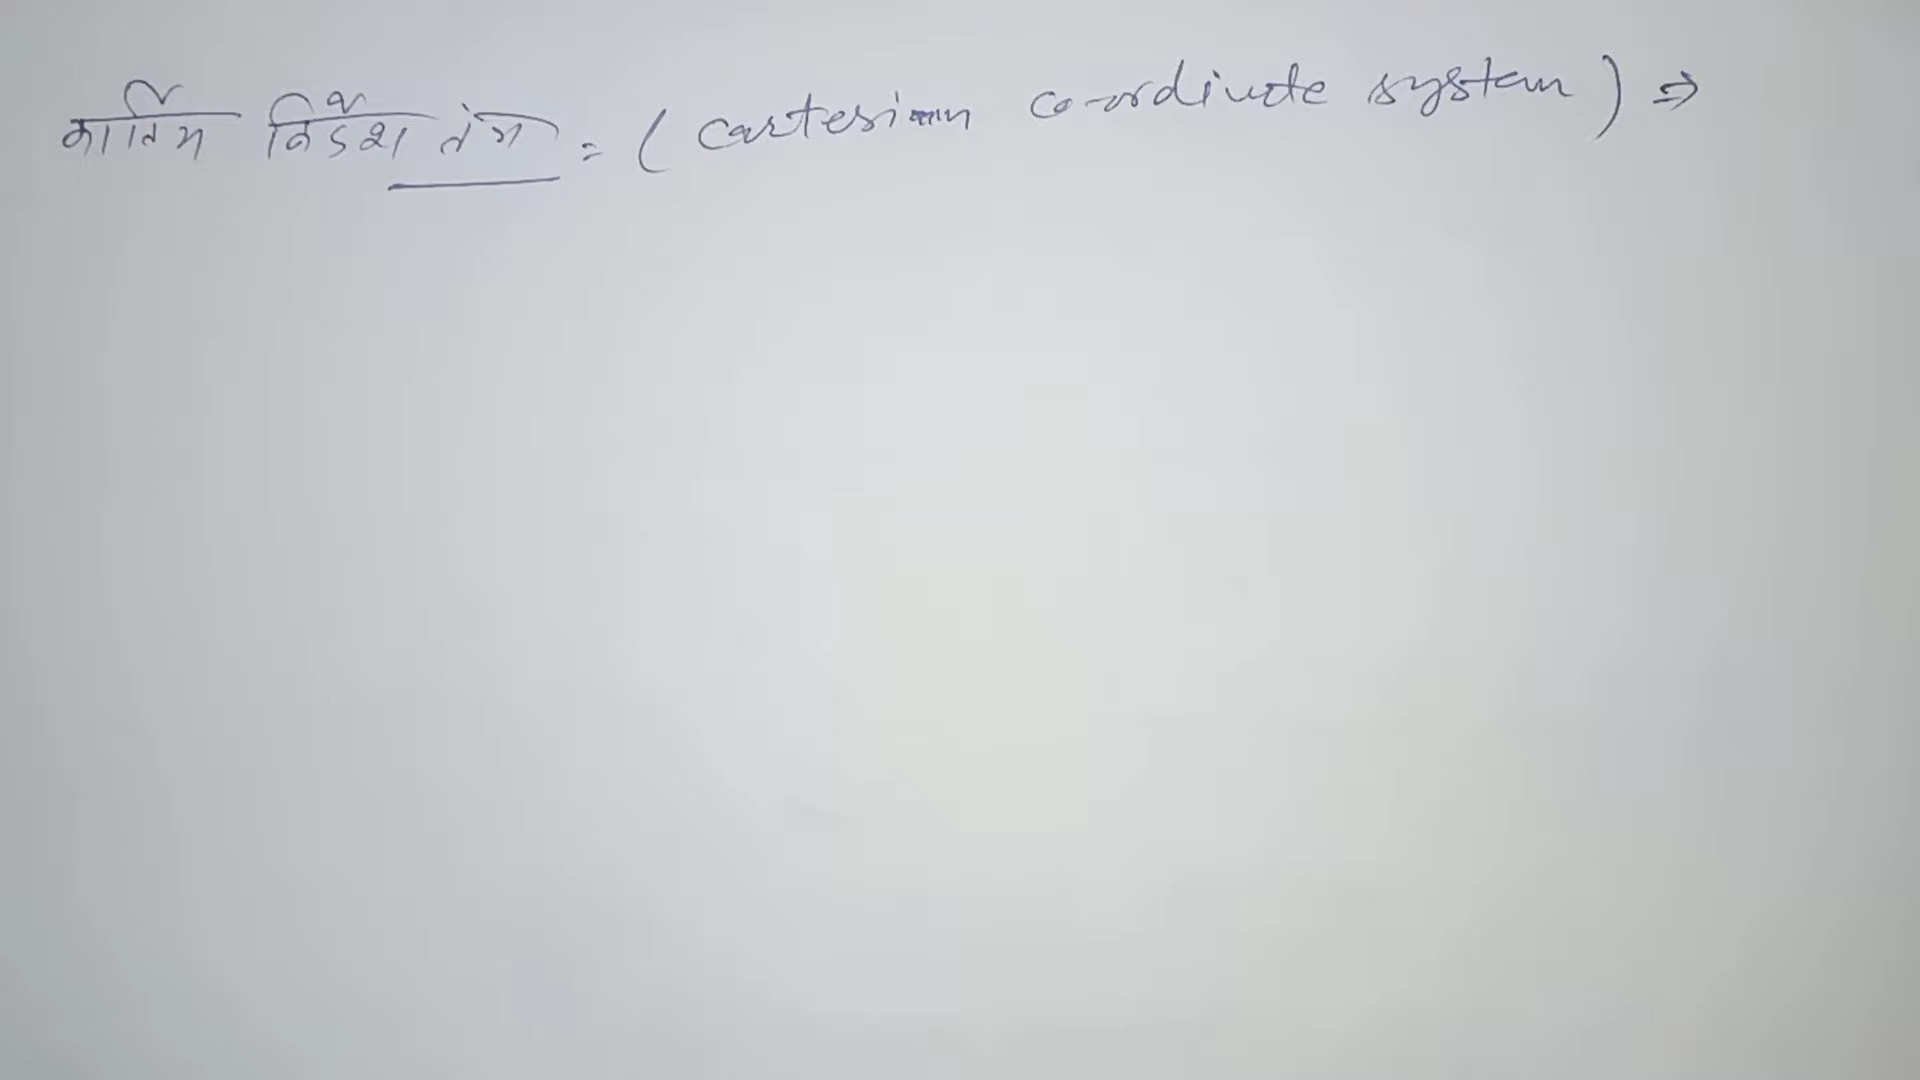 कार्तिय निर्देश तंत्र = (cartesian co-ordinate system) ⇒